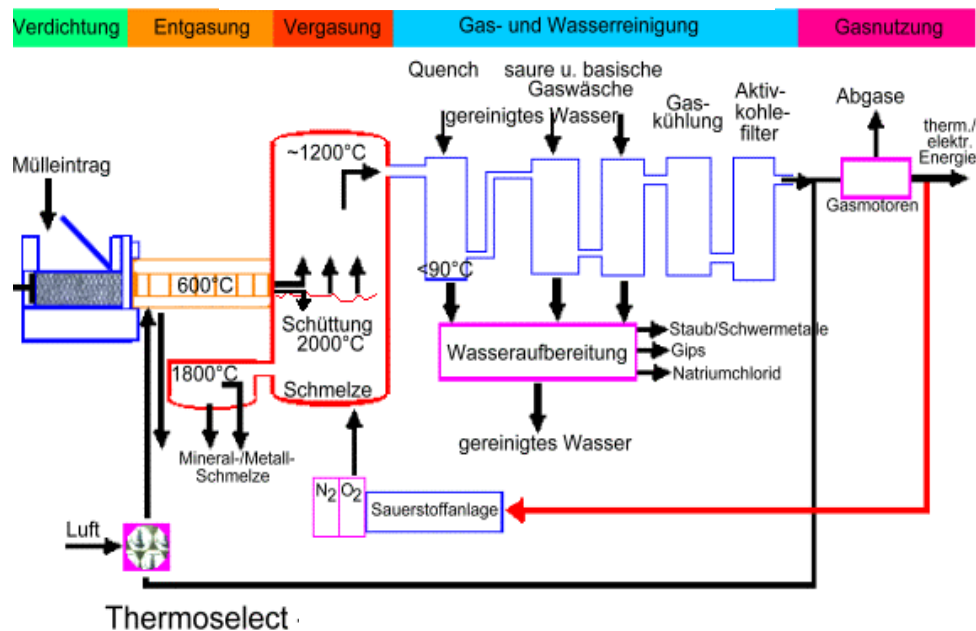 Verdichtung
Entgasung
Vergasung
Gas- und Wasserreinigung
Gasnutzung
Quench
saure u. basische
Gaswäsche
gereinigtes Wasser
Gas-
kühlung
Aktiv-
kohle-
filter
Abgase
therm./
elektr.
Energie
Mülleintrag
~1200°C
Gasmotoren
600°C
<90°C
Schüttung
2000°C
1800°C
Schmelze
Wasseraufbereitung
Staub/Schwermetalle
Gips
Natriumchlorid
gereinigtes Wasser
Mineral-/Metall-
Schmelze
N2 O2
Sauerstoffanlage
Luft
Thermoselect